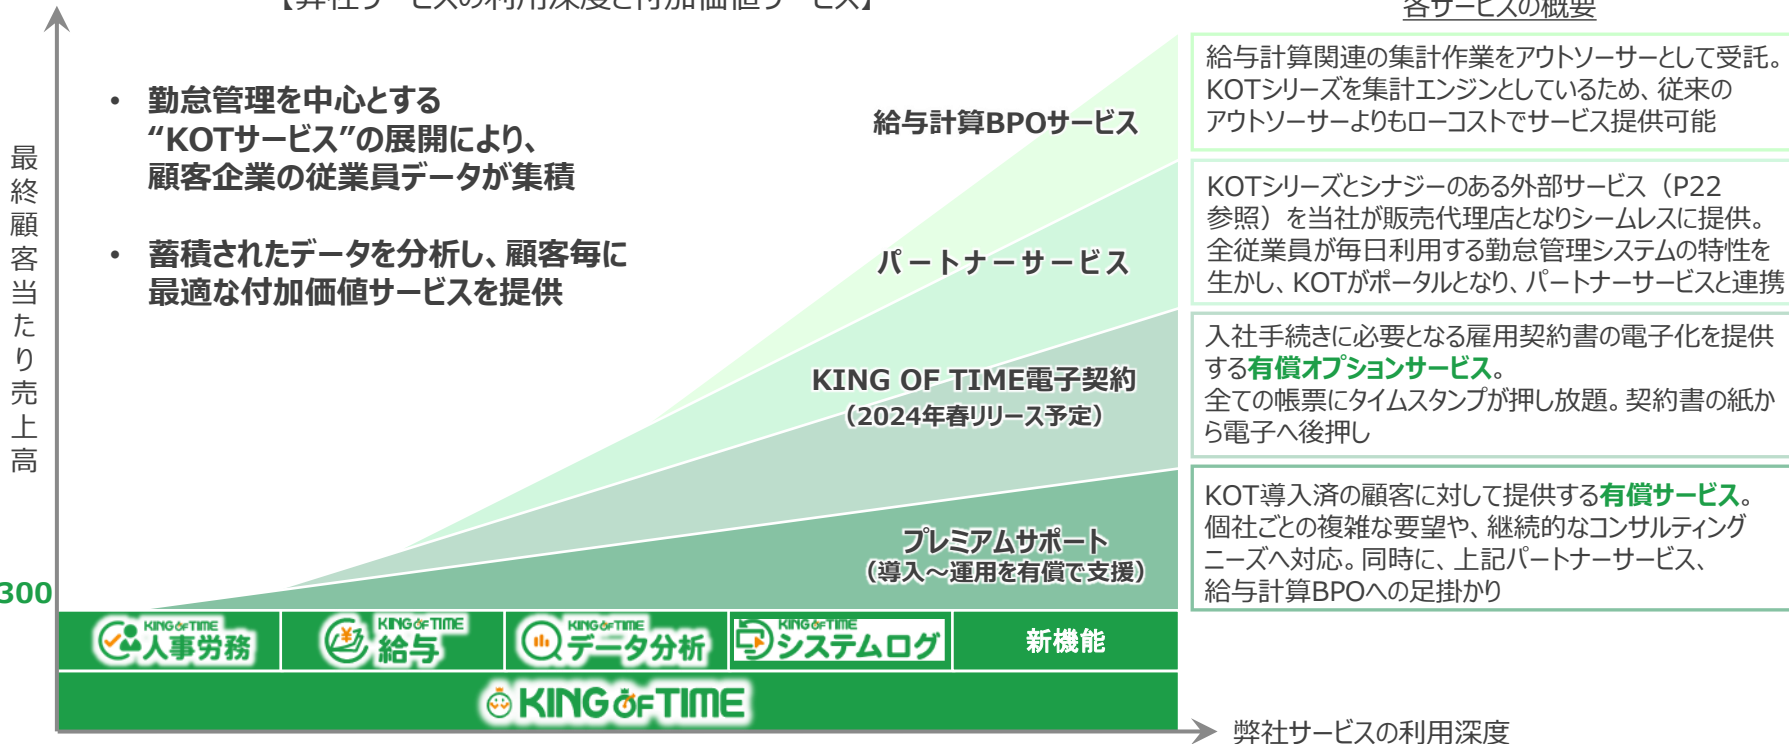 【弊社サービスの利用深度と付加価値サービス】
各サービスの概要
最終顧客当たり売上高
• 勤怠管理を中心とする
“KOTサービス”の展開により、
顧客企業の従業員データが集積
• 蓄積されたデータを分析し、顧客毎に
最適な付加価値サービスを提供
給与計算BPOサービス
パートナーサービス
KING OF TIME電子契約
（2024年春リリース予定）
プレミアムサポート
（導入～運用を有償で支援）
給与計算関連の集計作業をアウトソーサーとして受託。
KOTシリーズを集計エンジンとしているため、従来の
アウトソーサーよりもローコストでサービス提供可能
KOTシリーズとシナジーのある外部サービス（P22
参照）を当社が販売代理店となりシームレスに提供。
全従業員が毎日利用する勤怠管理システムの特性を
生かし、KOTがポータルとなり、パートナーサービスと連携
入社手続きに必要となる雇用契約書の電子化を提供
する有償オプションサービス。
全ての帳票にタイムスタンプが押し放題。契約書の紙か
ら電子へ後押し
KOT導入済の顧客に対して提供する有償サービス。
個社ごとの複雑な要望や、継続的なコンサルティング
ニーズへ対応。同時に、上記パートナーサービス、
給与計算BPOへの足掛かり
300
KING OF TIME
人事労務
KING OF TIME
給与
KING OF TIME
データ分析
KING OF TIME
システムログ
新機能
KING OF TIME
弊社サービスの利用深度